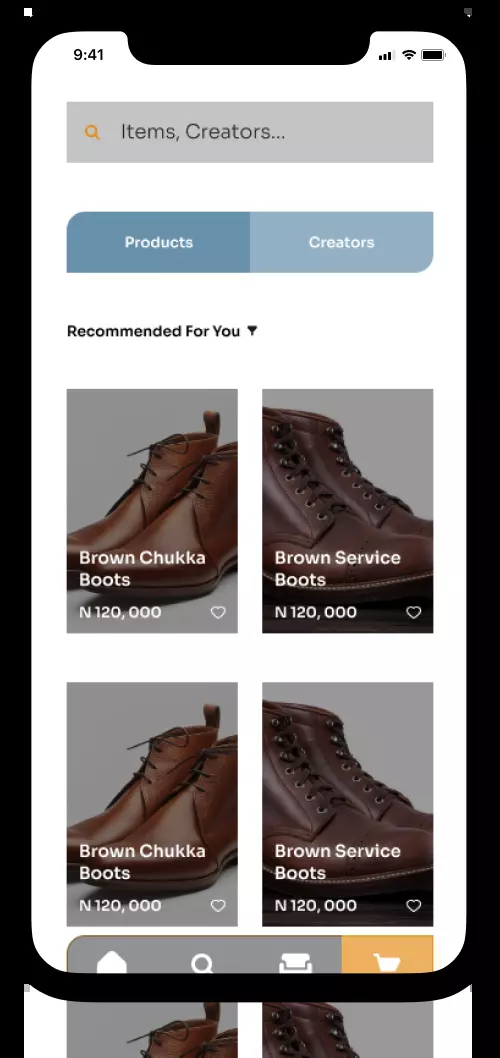 9:41
Items, Creators...
Products
Creators
Recommended For You
Brown Chukka
Boots
N 120, 000
Brown Service
Boots
N 120, 000
Brown Chukka
Boots
N 120, 000
Brown Service
Boots
N 120, 000